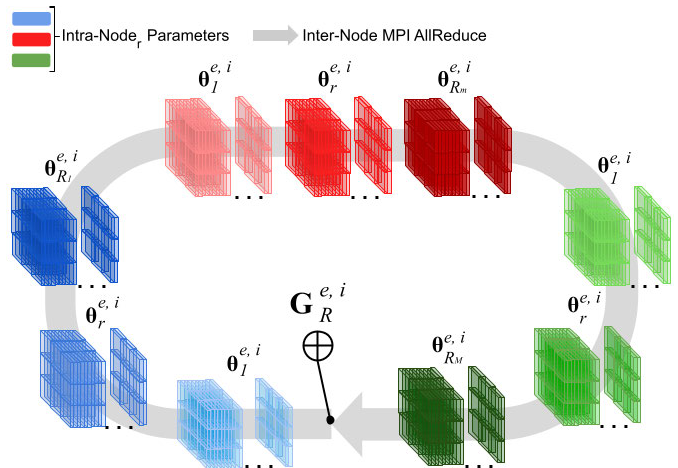 Intra-Node_r Parameters
Inter-Node MPI AllReduce
θ_1^{e, i}
θ_r^{e, i}
θ_{R_m}^{e, i}
θ_{R_1}^{e, i}
...
...
...
θ_1^{e, i}
...
...
θ_r^{e, i}
G_R^{e, i}
θ_r^{e, i}
θ_1^{e, i}
θ_{R_M}^{e, i}
...
...
...
...